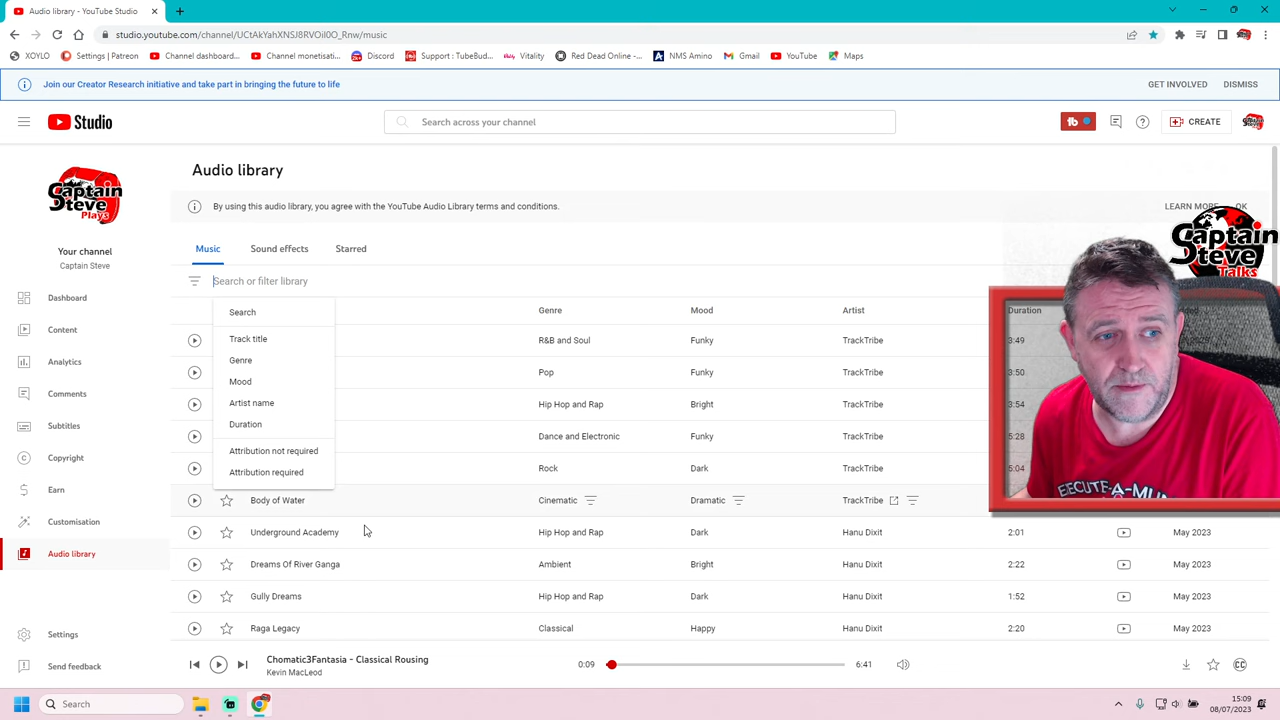 Audio library - YouTube Studio
studio.youtube.com/channel/UCtAkYahXNSJ8RVOiI0O_Rnw/music
XOYLO
Settings | Patreon
Channel dashboard...
Channel monetisati...
Discord
Support : TubeBud...
Vitality
Red Dead Online -...
NMS Amino
Gmail
YouTube
Maps
Join our Creator Research initiative and take part in bringing the future to life
GET INVOLVED
DISMISS
Studio
Search across your channel
CREATE
Audio library
By using this audio library, you agree with the YouTube Audio Library terms and conditions.
LEARN MORE
OK
Captain
Steve
Plays
Captain
Steve
Talks
Your channel
Captain Steve
Music
Sound effects
Starred
Search or filter library
Dashboard
Content
Analytics
Comments
Subtitles
Copyright
Earn
Customisation
Audio library
Settings
Send feedback
Search
Track title
Genre
Mood
Artist name
Duration
Attribution not required
Attribution required
Genre Mood Artist Duration
R&B and Soul Funky TrackTribe 3:49
Pop Funky TrackTribe 3:50
Hip Hop and Rap Bright TrackTribe 3:54
Dance and Electronic Funky TrackTribe 5:28
Rock Dark TrackTribe 5:04
Body of Water Cinematic Dramatic TrackTribe
Underground Academy Hip Hop and Rap Dark Hanu Dixit 2:01 May 2023
Dreams Of River Ganga Ambient Bright Hanu Dixit 2:22 May 2023
Gully Dreams Hip Hop and Rap Dark Hanu Dixit 1:52 May 2023
Raga Legacy Classical Happy Hanu Dixit 2:20 May 2023
Chomatic3Fantasia - Classical Rousing
Kevin MacLeod
0:09
6:41
Search
15:09
08/07/2023